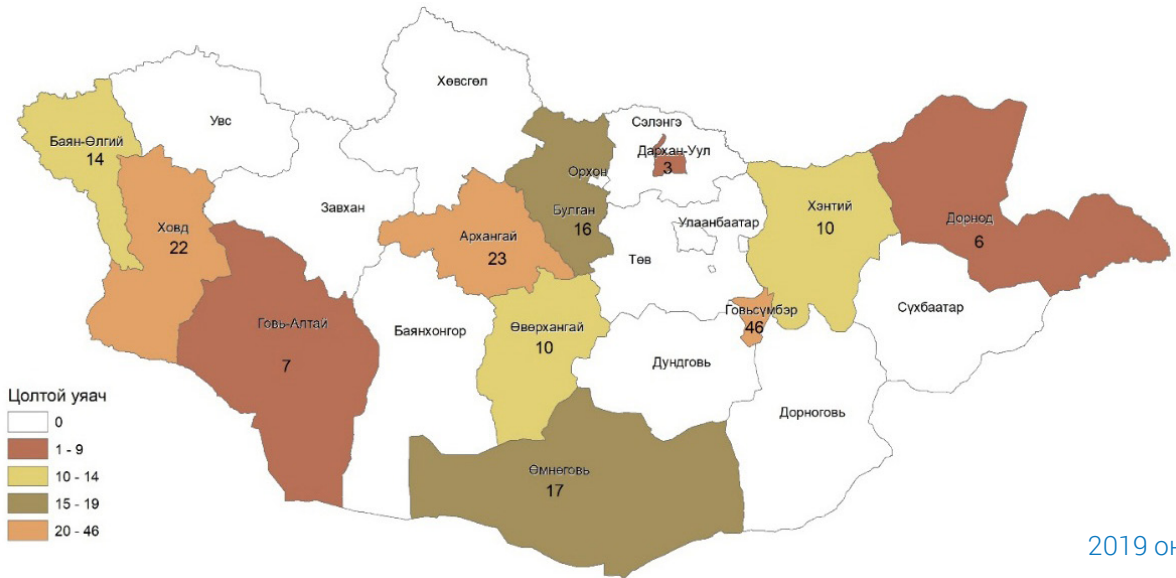 Хөвсгөл
Увс
Сэлэнгэ
Баян-Өлгий
14
Дархан-Уул
3
Орхон
Завхан
Булган
16
Улаанбаатар
Хэнтий
10
Ховд
22
Архангай
23
Дорнод
6
Төв
Говь-Алтай
7
Баянхонгор
Өвөрхангай
10
Говьсүмбэр
46
Сүхбаатар
Дундговь
Дорноговь
Өмнөговь
17
Цолтой уяач
0
1 - 9
10 - 14
15 - 19
20 - 46
2019 он